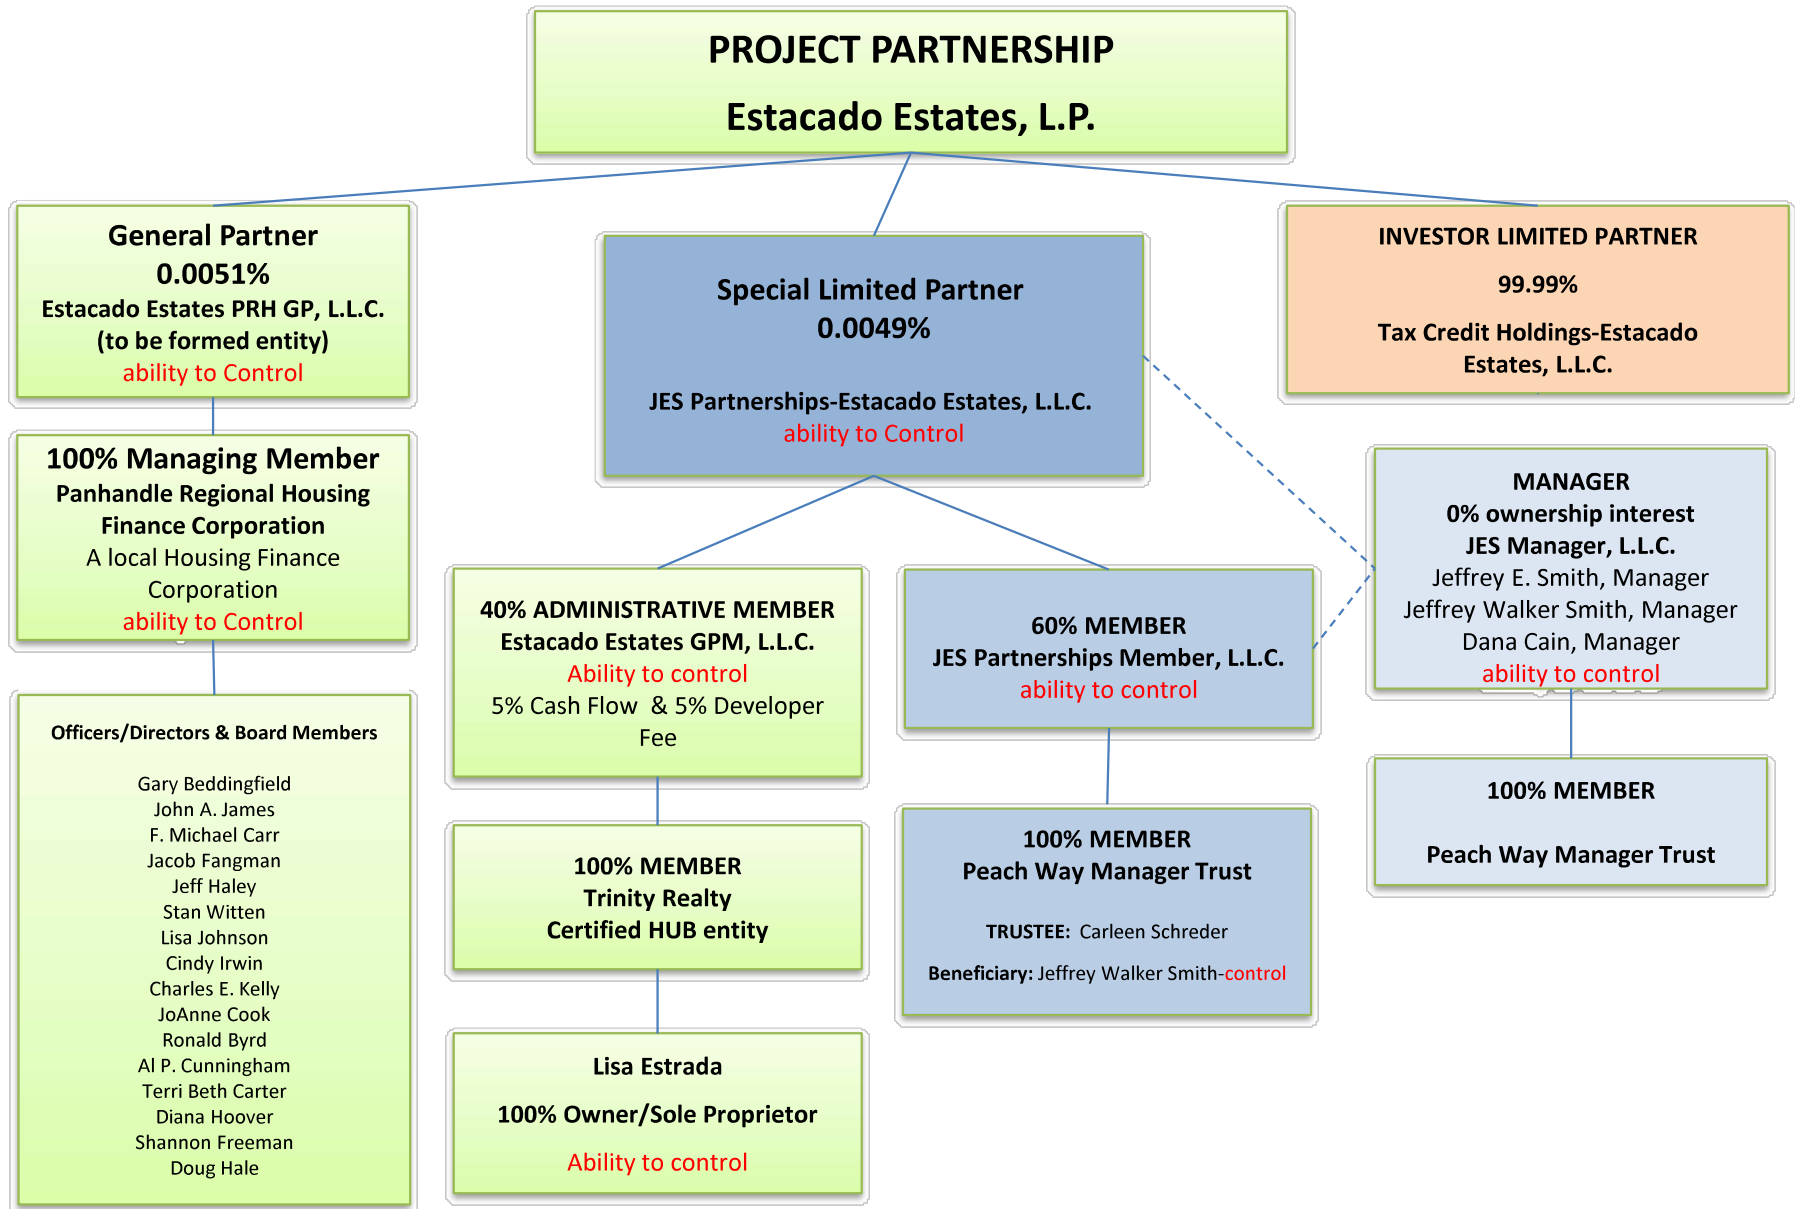 PROJECT PARTNERSHIP
Estacado Estates, L.P.
General Partner
0.0051%
Estacado Estates PRH GP, L.L.C.
(to be formed entity)
ability to Control
Special Limited Partner
0.0049%
JES Partnerships-Estacado Estates, L.L.C.
ability to Control
INVESTOR LIMITED PARTNER
99.99%
Tax Credit Holdings-Estacado
Estates, L.L.C.
100% Managing Member
Panhandle Regional Housing
Finance Corporation
A local Housing Finance
Corporation
ability to Control
MANAGER
0% ownership interest
JES Manager, L.L.C.
Jeffrey E. Smith, Manager
Jeffrey Walker Smith, Manager
Dana Cain, Manager
ability to control
40% ADMINISTRATIVE MEMBER
Estacado Estates GPM, L.L.C.
Ability to control
5% Cash Flow  & 5% Developer
Fee
60% MEMBER
JES Partnerships Member, L.L.C.
ability to control
Officers/Directors & Board Members
Gary Beddingfield
John A. James
F. Michael Carr
Jacob Fangman
Jeff Haley
Stan Witten
Lisa Johnson
Cindy Irwin
Charles E. Kelly
JoAnne Cook
Ronald Byrd
Al P. Cunningham
Terri Beth Carter
Diana Hoover
Shannon Freeman
Doug Hale
100% MEMBER
Trinity Realty
Certified HUB entity
100% MEMBER
Peach Way Manager Trust
TRUSTEE:  Carleen Schreder
Beneficiary: Jeffrey Walker Smith-control
100% MEMBER
Peach Way Manager Trust
Lisa Estrada
100% Owner/Sole Proprietor
Ability to control